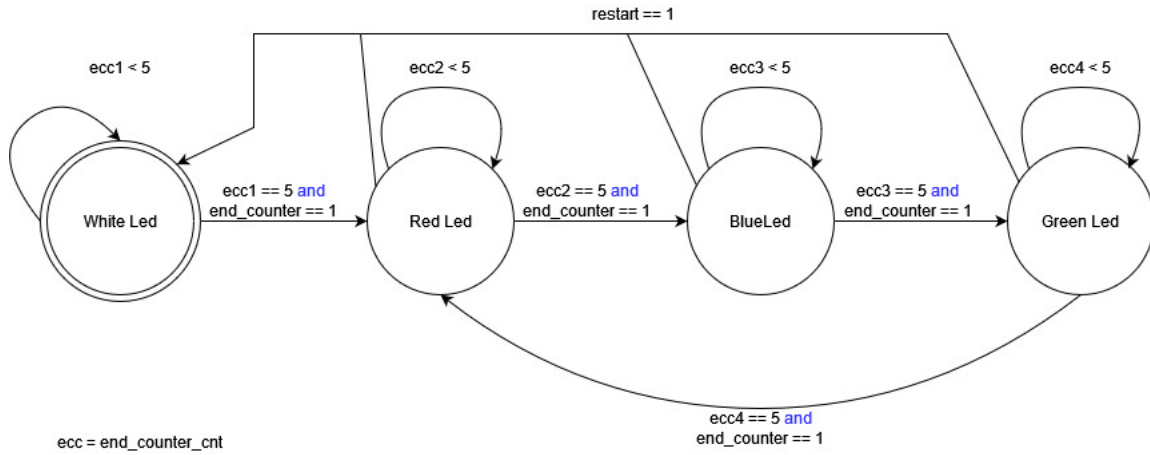 restart == 1
ecc1 < 5
ecc2 < 5
ecc3 < 5
ecc4 < 5
White Led
ecc1 == 5 and
end_counter == 1
Red Led
ecc2 == 5 and
end_counter == 1
BlueLed
ecc3 == 5 and
end_counter == 1
Green Led
ecc4 == 5 and
end_counter == 1
ecc = end_counter_cnt